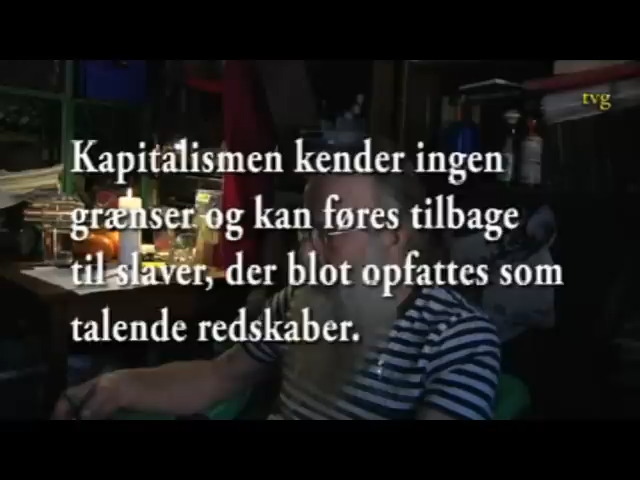 tvg
Kapitalismen kender ingen
grænser og kan føres tilbage
til slaver, der blot opfattes som
talende redskaber.